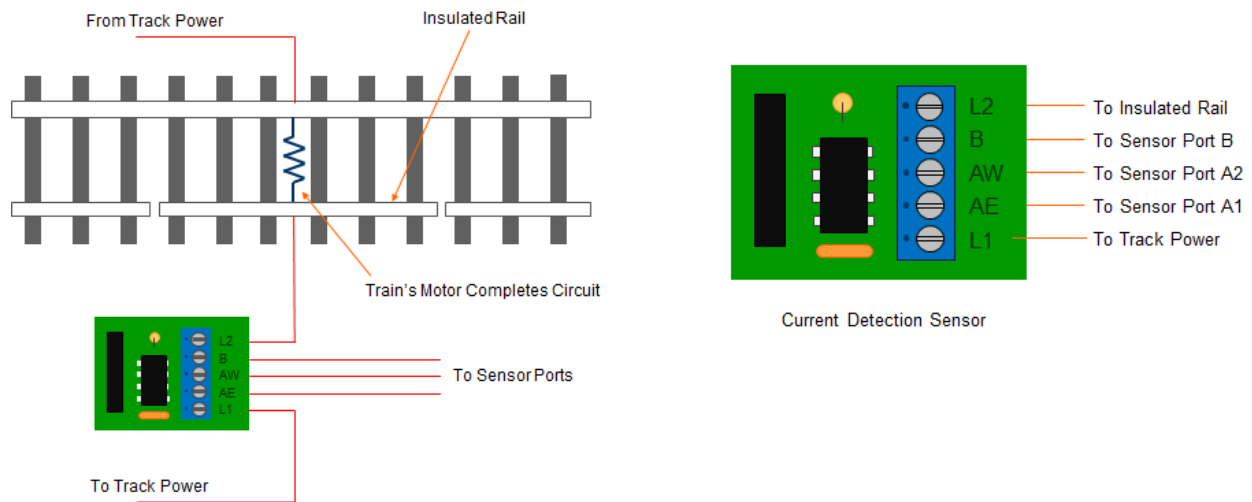 From Track Power
Insulated Rail
Train's Motor Completes Circuit
L2
B
AW
AE
L1
To Sensor Ports
To Track Power
L2
To Insulated Rail
B
To Sensor Port B
AW
To Sensor Port A2
AE
To Sensor Port A1
L1
To Track Power
Current Detection Sensor